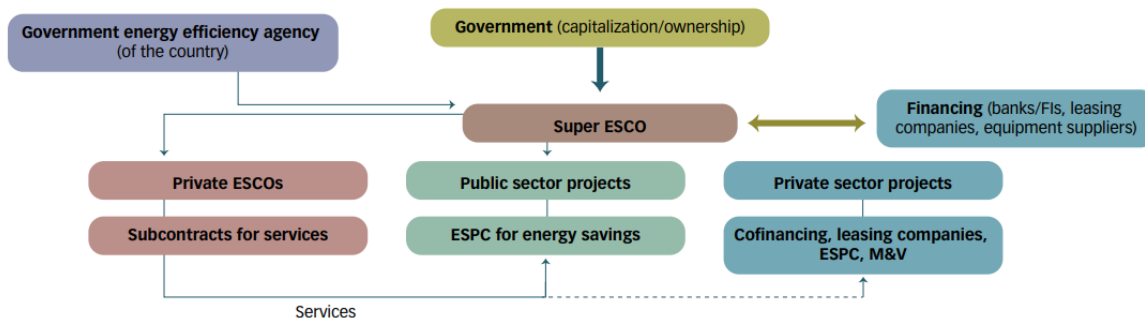 Government energy efficiency agency
(of the country)
Government (capitalization/ownership)
Super ESCO
Financing (banks/FIs, leasing
companies, equipment suppliers)
Private ESCOs
Public sector projects
Private sector projects
Subcontracts for services
ESPC for energy savings
Cofinancing, leasing companies,
ESPC, M&V
Services